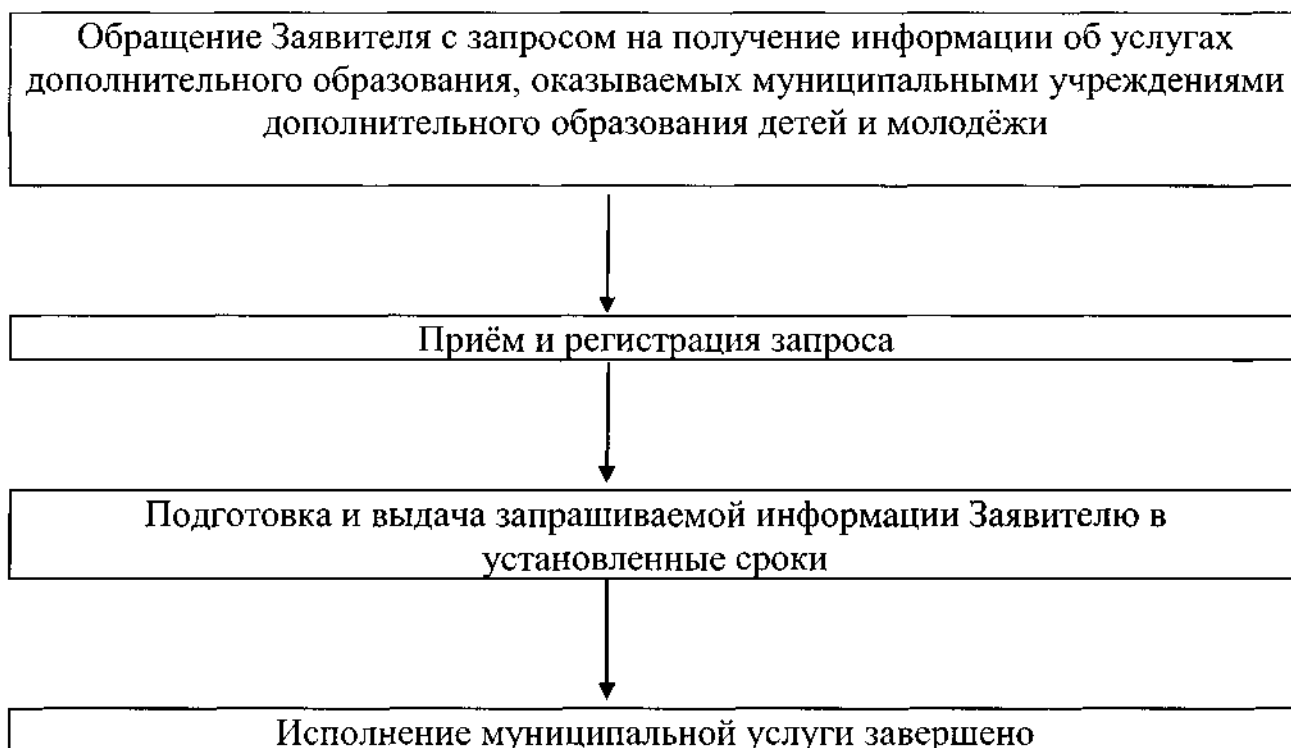 Обращение Заявителя с запросом на получение информации об услугах
дополнительного образования, оказываемых муниципальными учреждениями
дополнительного образования детей и молодёжи
Приём и регистрация запроса
Подготовка и выдача запрашиваемой информации Заявителю в
установленные сроки
Исполнение муниципальной услуги завершено